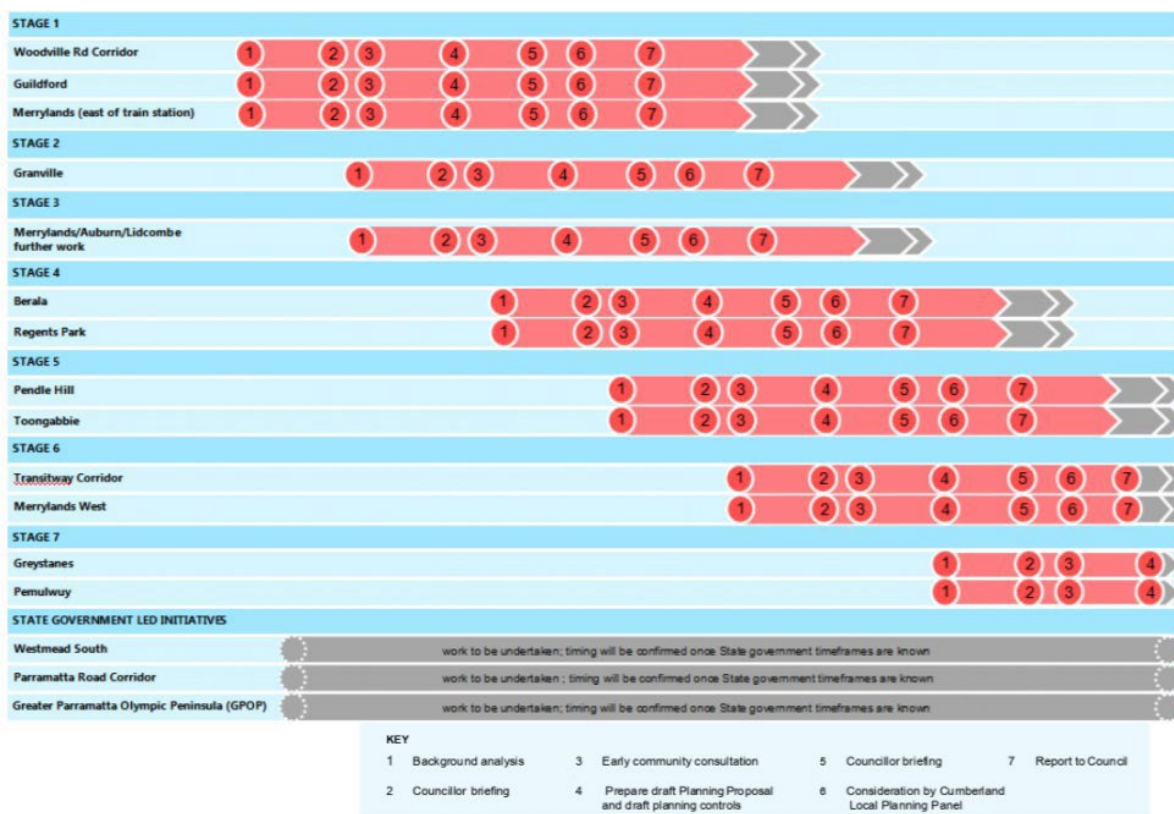 STAGE 1
Woodville Rd Corridor
1 2 3 4 5 6 7
Guildford
1 2 3 4 5 6 7
Merrylands (east of train station)
1 2 3 4 5 6 7
STAGE 2
Granville
1 2 3 4 5 6 7
STAGE 3
Merrylands/Auburn/Lidcombe
further work
1 2 3 4 5 6 7
STAGE 4
Berala
1 2 3 4 5 6 7
Regents Park
1 2 3 4 5 6 7
STAGE 5
Pendle Hill
1 2 3 4 5 6 7
Toongabbie
1 2 3 4 5 6 7
STAGE 6
Transitway Corridor
1 2 3 4 5 6 7
Merrylands West
1 2 3 4 5 6 7
STAGE 7
Greystanes
1 2 3 4
Pemulwuy
1 2 3 4
STATE GOVERNMENT LED INITIATIVES
Westmead South
work to be undertaken; timing will be confirmed once State government timeframes are known
Parramatta Road Corridor
work to be undertaken ; timing will be confirmed once State government timeframes are known
Greater Parramatta Olympic Peninsula (GPOP)
work to be undertaken; timing will be confirmed once State government timeframes are known
KEY
1 Background analysis
2 Councillor briefing
3 Early community consultation
4 Prepare draft Planning Proposal
and draft planning controls
5 Councillor briefing
6 Consideration by Cumberland
Local Planning Panel
7 Report to Council